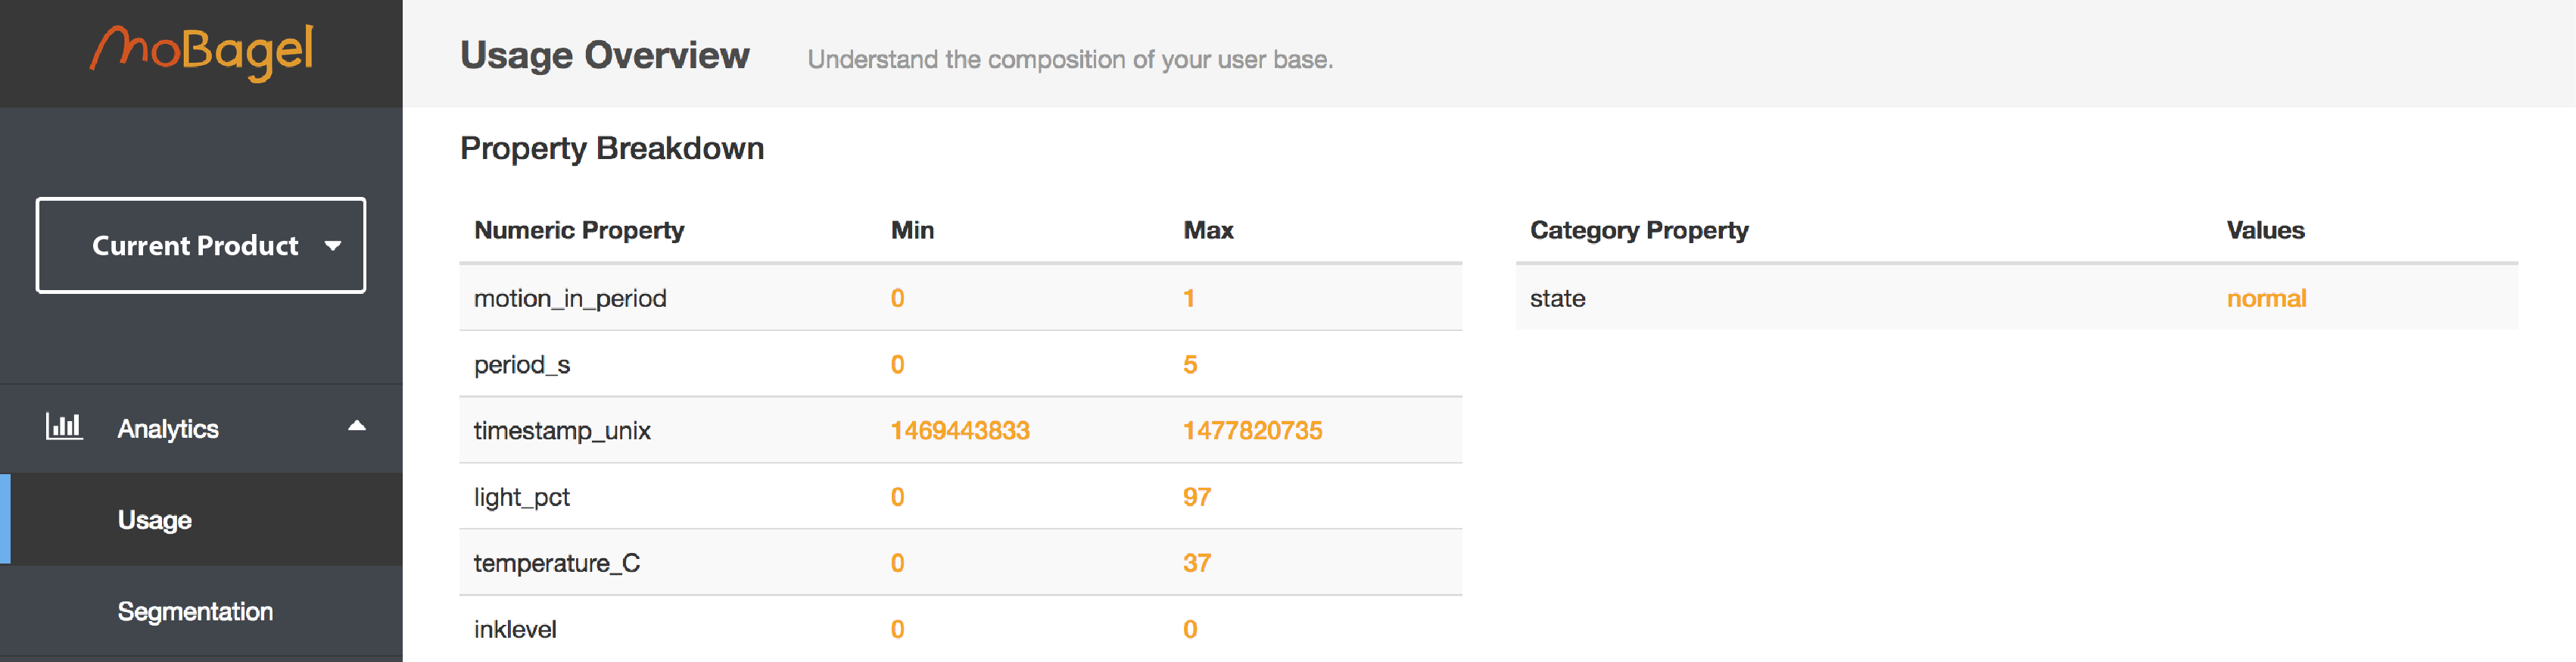 moBagel
Usage Overview Understand the composition of your user base.
Current Product
Analytics
Usage
Segmentation
Property Breakdown
Numeric Property Min Max
motion_in_period 0 1
period_s 0 5
timestamp_unix 1469443833 1477820735
light_pct 0 97
temperature_C 0 37
inklevel 0 0
Category Property Values
state normal